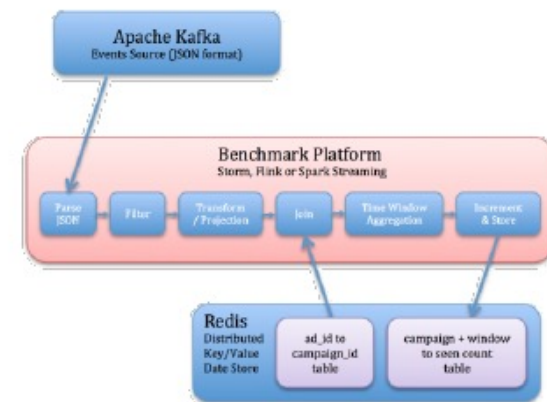 Apache Kafka
Events Source (JSON format)
Benchmark Platform
Storm, Flink or Spark Streaming
Parse
JSON
Filter
Transform
/ Projection
Join
Time Window
Aggregation
Increment
& Store
Redis
Distributed
Key/Value
Date Store
ad_id to
campaign_id
table
campaign + window
to seen count
table